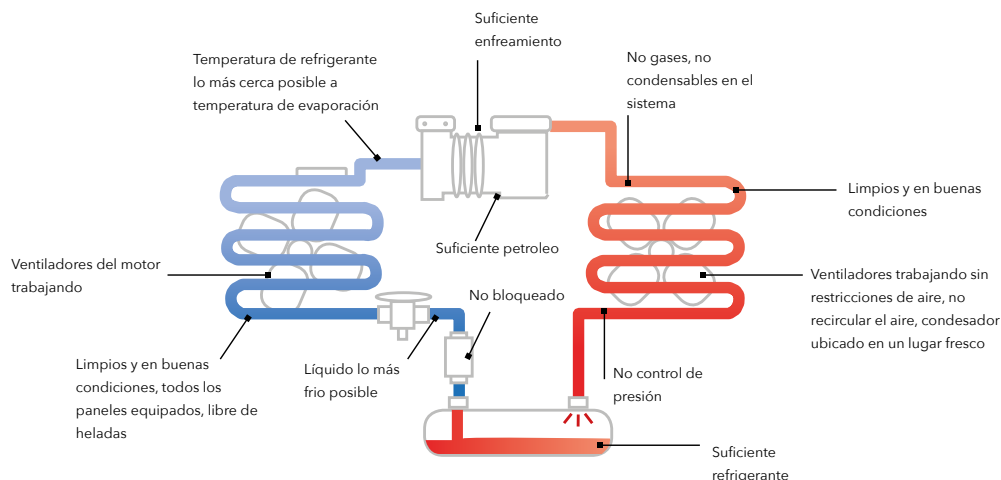 Suficiente
enfreamiento
Temperatura de refrigerante
lo más cerca posible a
temperatura de evaporación
No gases, no
condensables en el
sistema
Limpios y en buenas
condiciones
Suficiente petroleo
Ventiladores del motor
trabajando
No bloqueado
Ventiladores trabajando sin
restricciones de aire, no
recircular el aire, condesador
ubicado en un lugar fresco
Limpios y en buenas
condiciones, todos los
paneles equipados, libre de
heladas
Líquido lo más
frio posible
No control de
presión
Suficiente
refrigerante